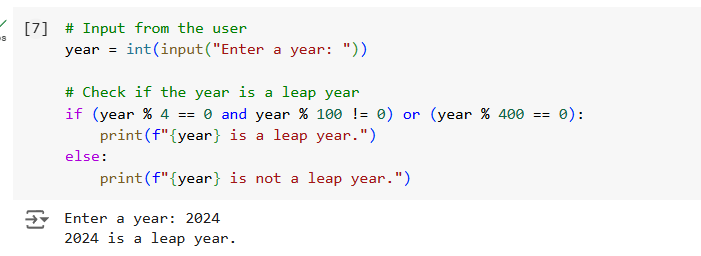 [7] # Input from the user
year = int(input("Enter a year: "))
# Check if the year is a leap year
if (year % 4 == 0 and year % 100 != 0) or (year % 400 == 0):
    print(f"{year} is a leap year.")
else:
    print(f"{year} is not a leap year.")
Enter a year: 2024
2024 is a leap year.